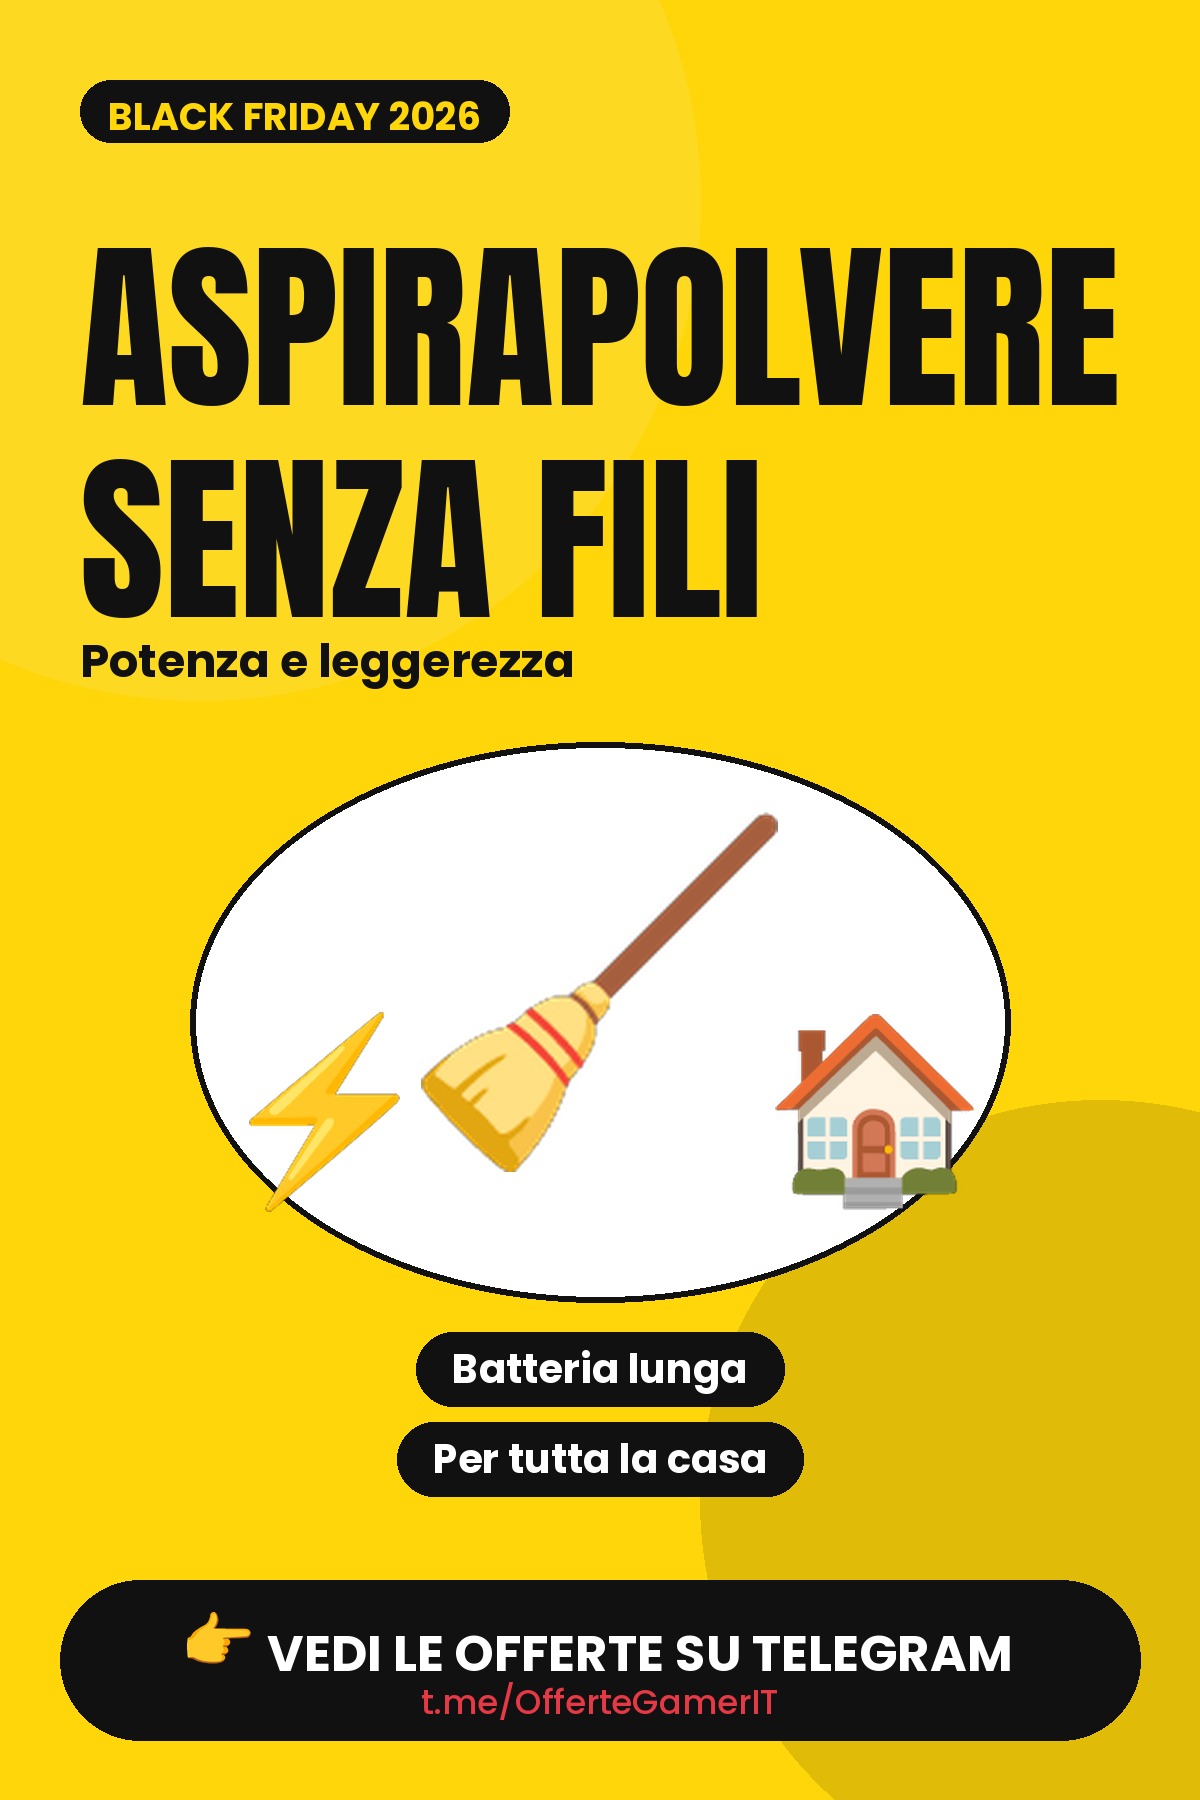 BLACK FRIDAY 2026
ASPIRAPOLVERE
SENZA FILI
Potenza e leggerezza
Batteria lunga
Per tutta la casa
VEDI LE OFFERTE SU TELEGRAM
t.me/OfferteGamerIT